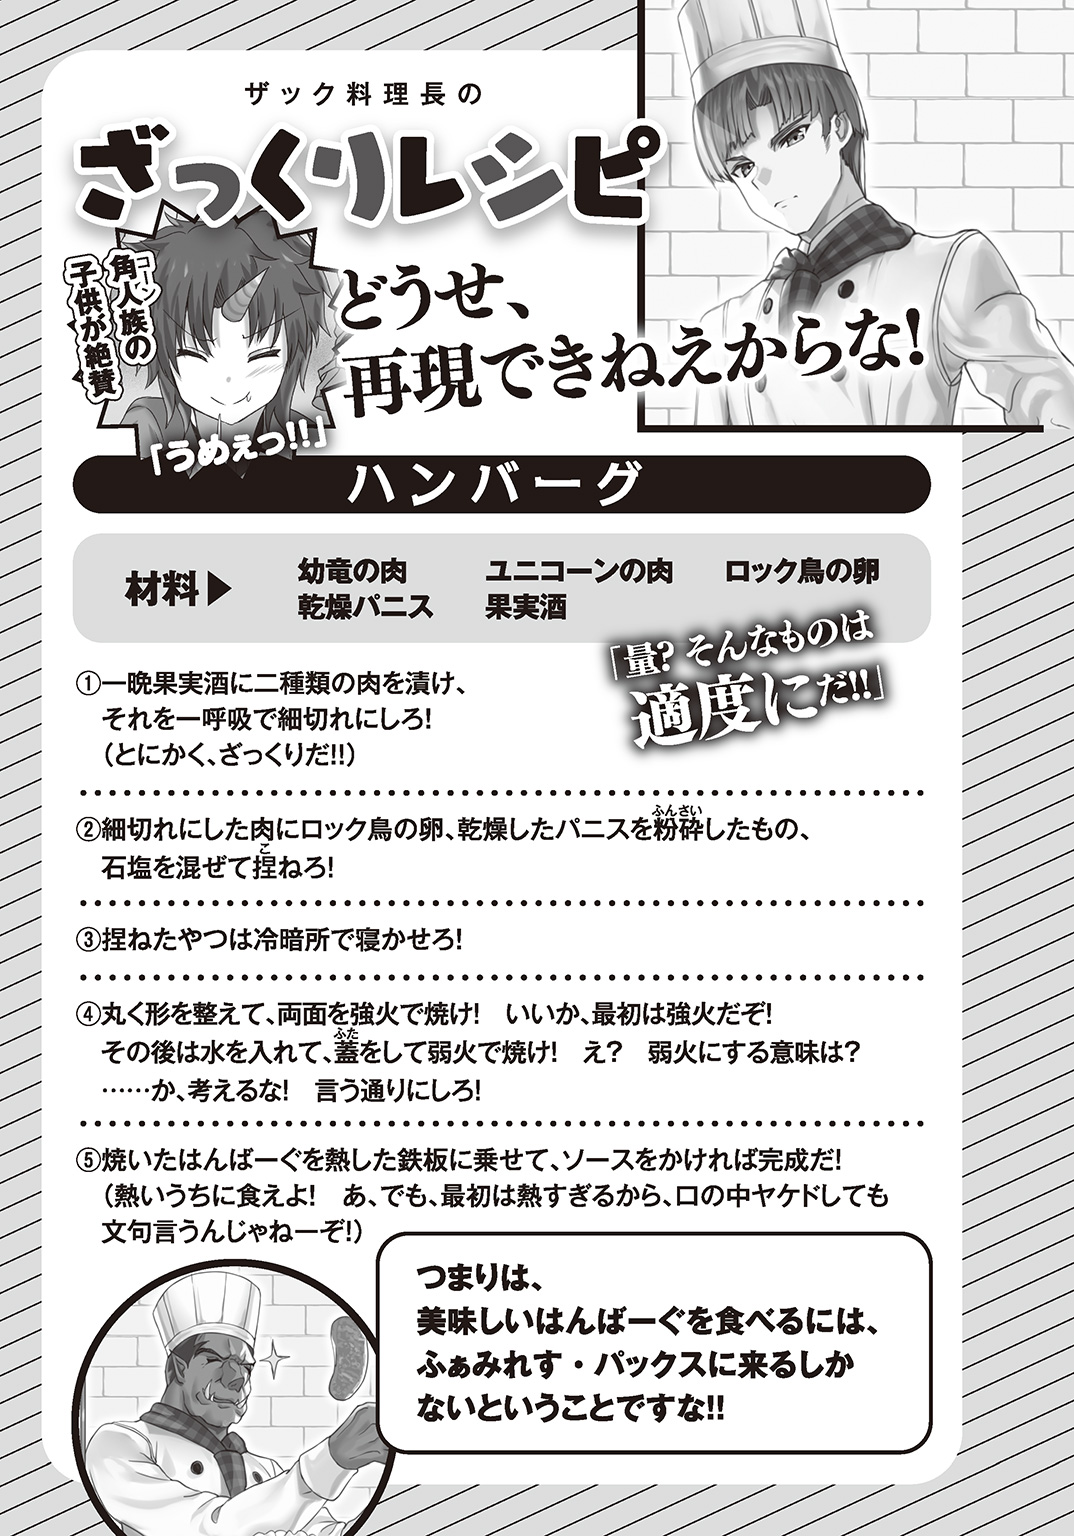 ザック料理長の
ざっくりレシピ
角人族の
コーン
子供が絶賛
「うめぇっ!!」
どうせ、
再現できねえからな!
ハンバーグ
材料▶
幼竜の肉 ユニコーンの肉 ロック鳥の卵
乾燥パニス 果実酒
「量? そんなものは
適度にだ!!」
①一晩果実酒に二種類の肉を漬け、
それを一呼吸で細切れにしろ!
(とにかく、ざっくりだ!!)
②細切れにした肉にロック鳥の卵、乾燥したパニスを粉砕したもの、
ふんさい
石塩を混ぜて捏ねろ!
こ
③捏ねたやつは冷暗所で寝かせろ!
④丸く形を整えて、両面を強火で焼け! いいか、最初は強火だぞ!
その後は水を入れて、蓋をして弱火で焼け! え? 弱火にする意味は?
ふた
……か、考えるな! 言う通りにしろ!
⑤焼いたはんばーぐを熱した鉄板に乗せて、ソースをかければ完成だ!
(熱いうちに食えよ! あ、でも、最初は熱すぎるから、口の中ヤケドしても
文句言うんじゃねーぞ!)
つまりは、
美味しいはんばーぐを食べるには、
ふぁみれす・パックスに来るしか
ないということですな!!